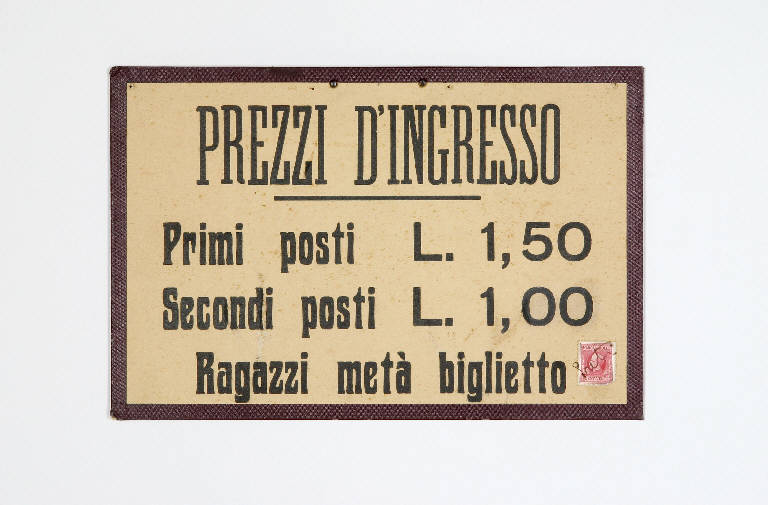 PREZZI D'INGRESSO
Primi posti L. 1,50
Secondi posti L. 1,00
Ragazzi metà biglietto